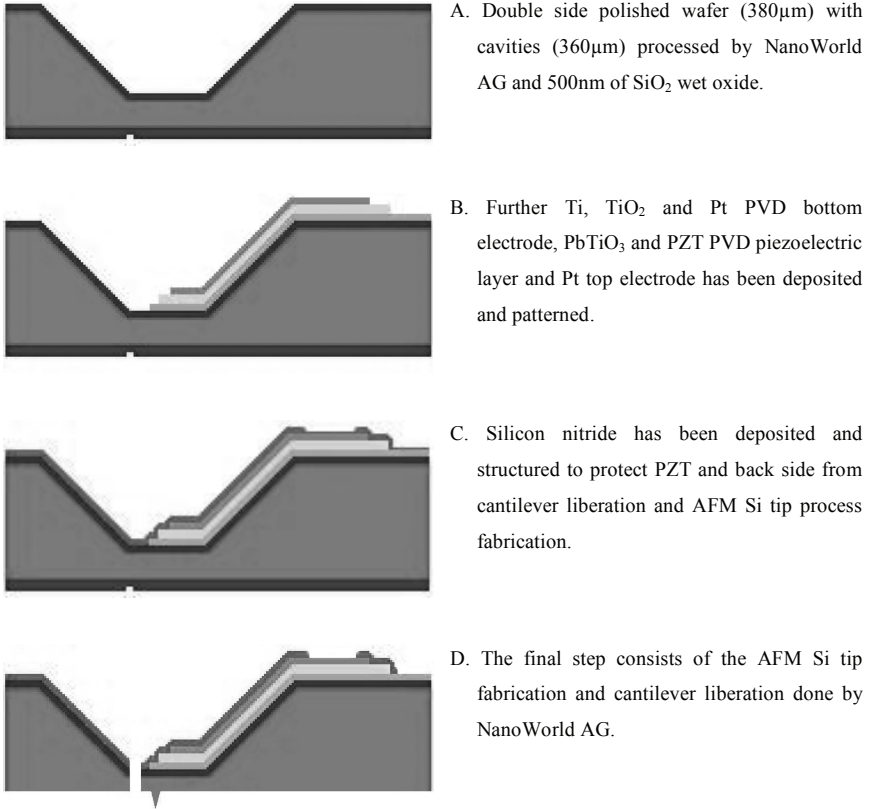 A. Double side polished wafer (380µm) with
cavities (360µm) processed by NanoWorld
AG and 500nm of SiO₂ wet oxide.
B. Further Ti, TiO₂ and Pt PVD bottom
electrode, PbTiO₃ and PZT PVD piezoelectric
layer and Pt top electrode has been deposited
and patterned.
C. Silicon nitride has been deposited and
structured to protect PZT and back side from
cantilever liberation and AFM Si tip process
fabrication.
D. The final step consists of the AFM Si tip
fabrication and cantilever liberation done by
NanoWorld AG.